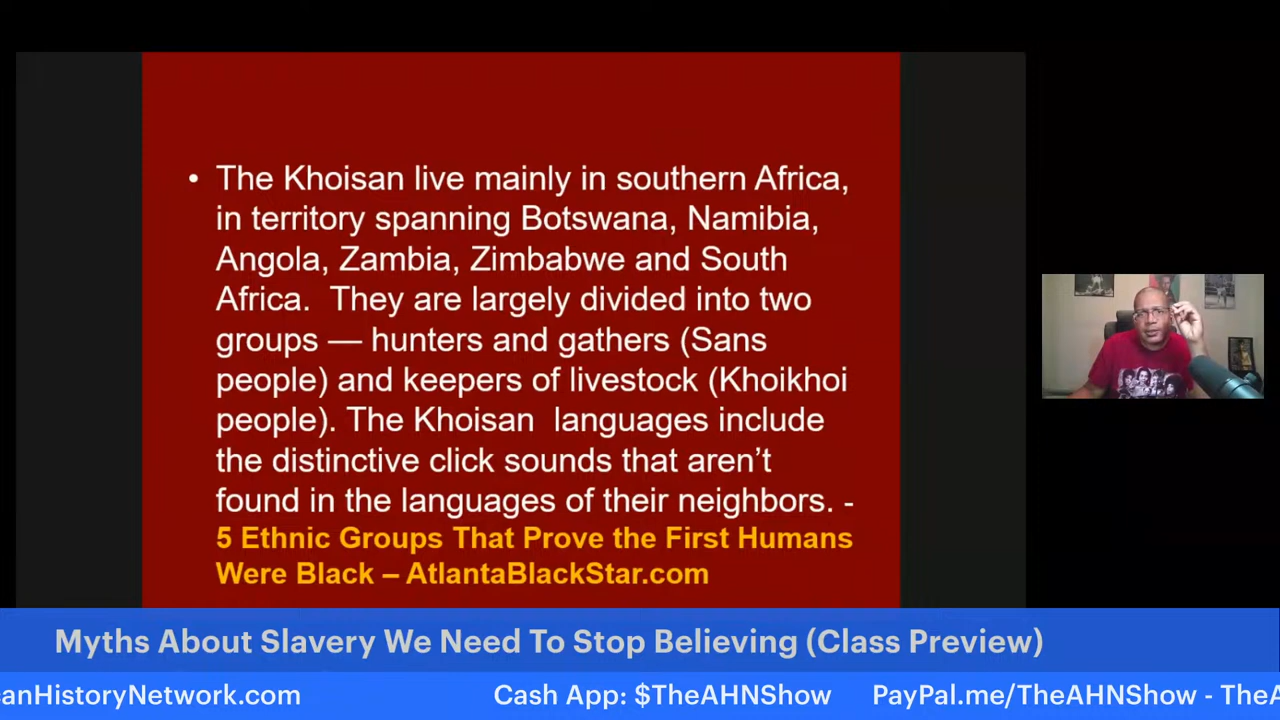 • The Khoisan live mainly in southern Africa,
in territory spanning Botswana, Namibia,
Angola, Zambia, Zimbabwe and South
Africa.  They are largely divided into two
groups — hunters and gathers (Sans
people) and keepers of livestock (Khoikhoi
people). The Khoisan  languages include
the distinctive click sounds that aren’t
found in the languages of their neighbors. -
5 Ethnic Groups That Prove the First Humans
Were Black – AtlantaBlackStar.com
Myths About Slavery We Need To Stop Believing (Class Preview)
canHistoryNetwork.com Cash App: $TheAHNShow PayPal.me/TheAHNShow - TheA